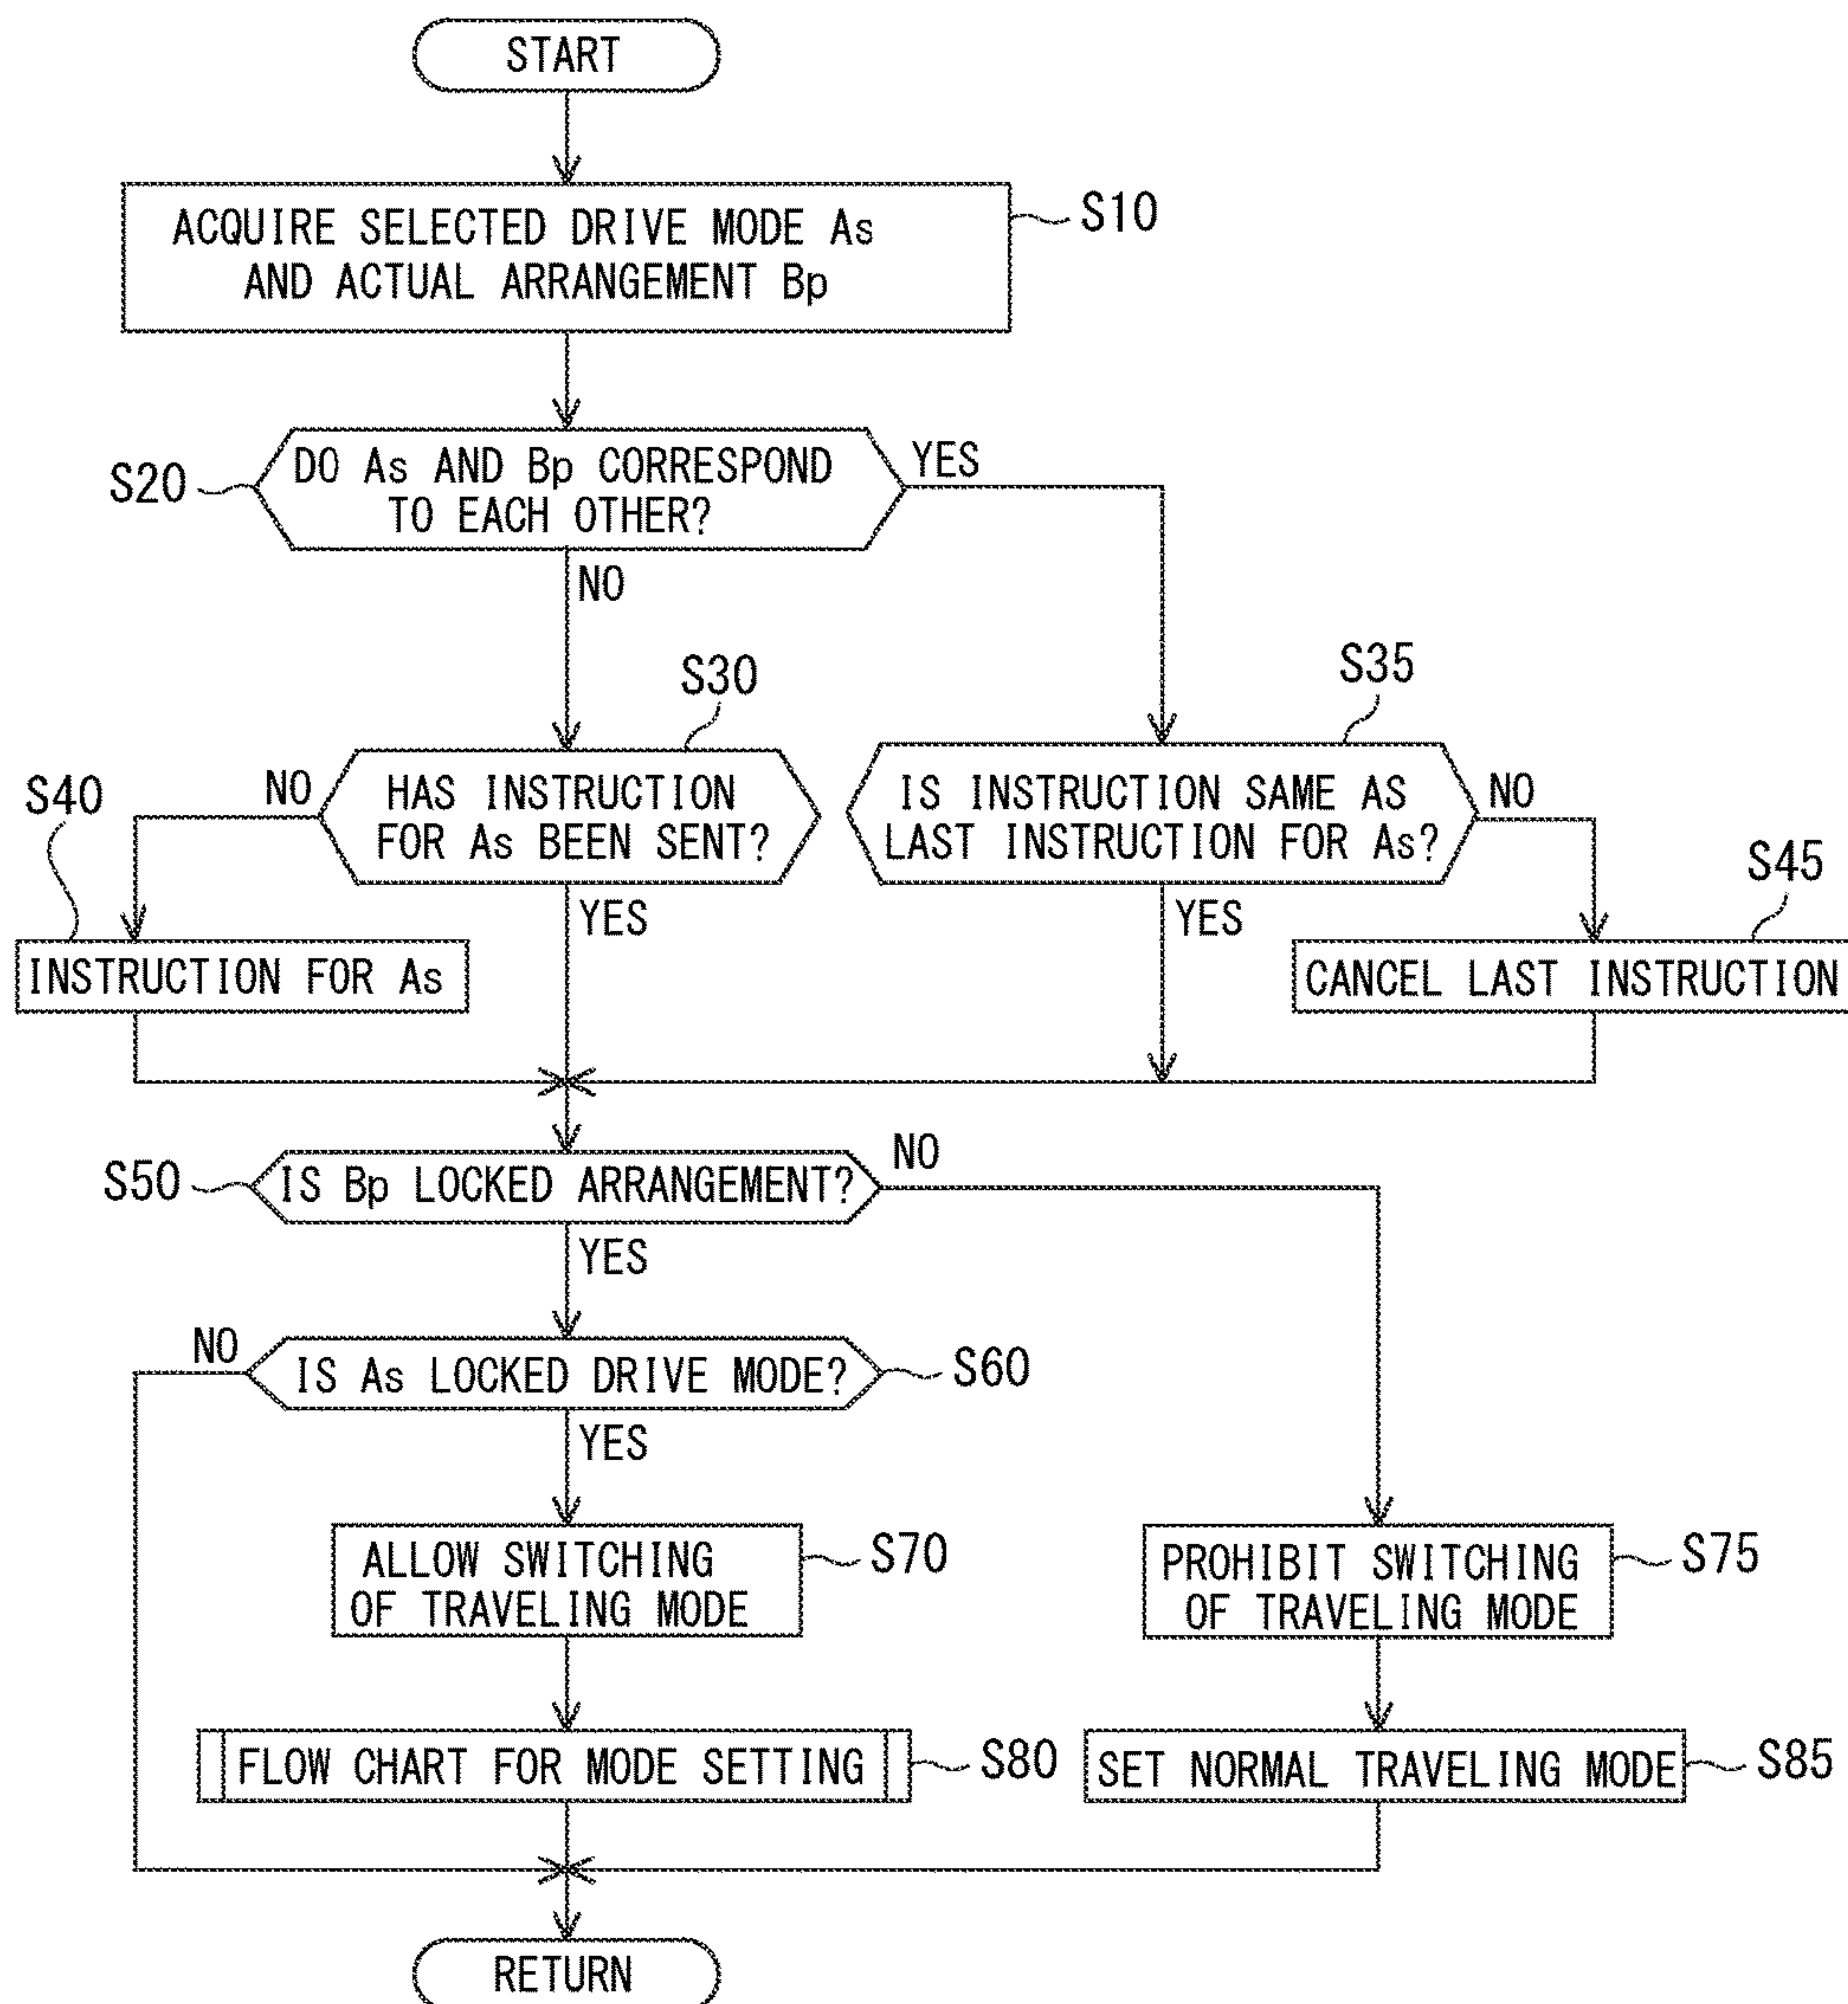 START
ACQUIRE SELECTED DRIVE MODE As
AND ACTUAL ARRANGEMENT Bp
S10
S20
DO As AND Bp CORRESPOND
TO EACH OTHER?
YES
NO
S30
S35
S40
NO
HAS INSTRUCTION
FOR As BEEN SENT?
IS INSTRUCTION SAME AS
LAST INSTRUCTION FOR As?
NO
S45
YES
YES
INSTRUCTION FOR As
CANCEL LAST INSTRUCTION
S50
IS Bp LOCKED ARRANGEMENT?
NO
YES
NO
IS As LOCKED DRIVE MODE?
S60
YES
ALLOW SWITCHING
OF TRAVELING MODE
S70
PROHIBIT SWITCHING
OF TRAVELING MODE
S75
FLOW CHART FOR MODE SETTING
S80
SET NORMAL TRAVELING MODE
S85
RETURN